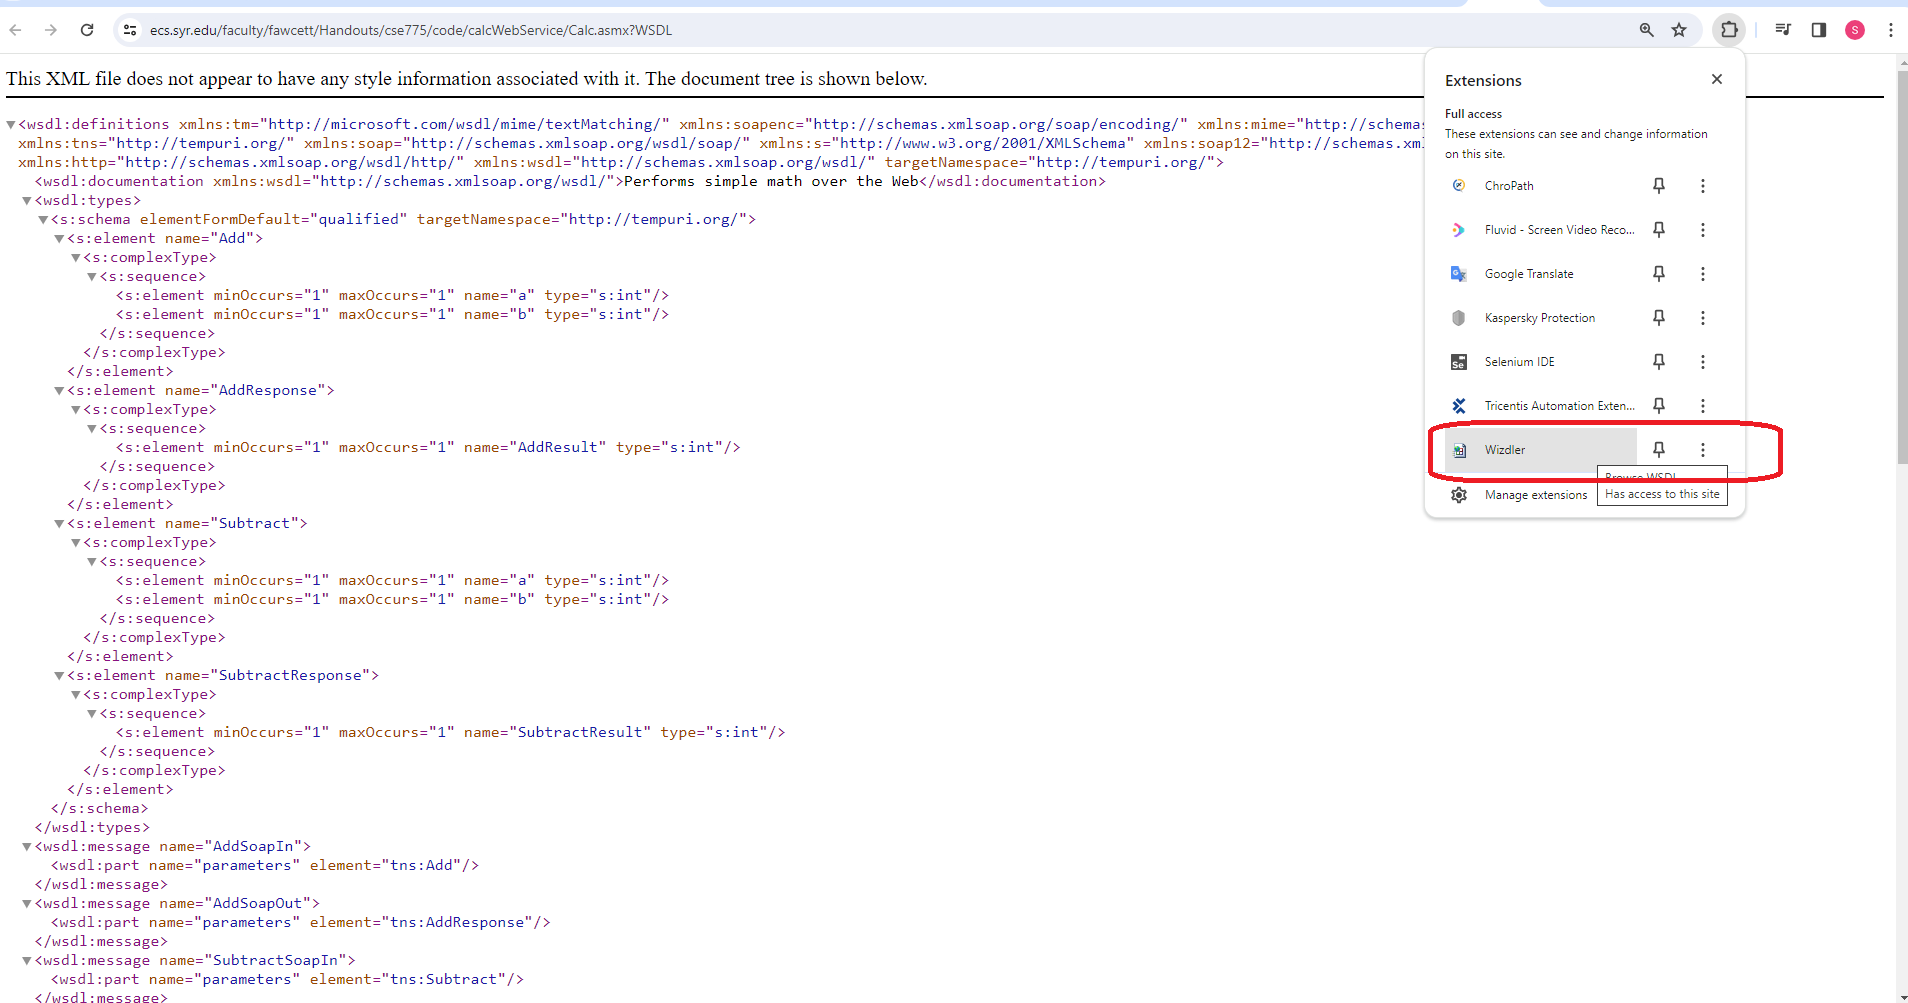 ecs.syr.edu/faculty/fawcett/Handouts/cse775/code/calcWebService/Calc.asmx?WSDL
S
This XML file does not appear to have any style information associated with it. The document tree is shown below.
<wsdl:definitions xmlns:tm="http://microsoft.com/wsdl/mime/textMatching/" xmlns:soapenc="http://schemas.xmlsoap.org/soap/encoding/" xmlns:mime="http://schemas
xmlns:tns="http://tempuri.org/" xmlns:soap="http://schemas.xmlsoap.org/wsdl/soap/" xmlns:s="http://www.w3.org/2001/XMLSchema" xmlns:soap12="http://schemas.xml
xmlns:http="http://schemas.xmlsoap.org/wsdl/http/" xmlns:wsdl="http://schemas.xmlsoap.org/wsdl/" targetNamespace="http://tempuri.org/">
<wsdl:documentation xmlns:wsdl="http://schemas.xmlsoap.org/wsdl/">Performs simple math over the Web</wsdl:documentation>
<wsdl:types>
<s:schema elementFormDefault="qualified" targetNamespace="http://tempuri.org/">
<s:element name="Add">
<s:complexType>
<s:sequence>
<s:element minOccurs="1" maxOccurs="1" name="a" type="s:int"/>
<s:element minOccurs="1" maxOccurs="1" name="b" type="s:int"/>
</s:sequence>
</s:complexType>
</s:element>
<s:element name="AddResponse">
<s:complexType>
<s:sequence>
<s:element minOccurs="1" maxOccurs="1" name="AddResult" type="s:int"/>
</s:sequence>
</s:complexType>
</s:element>
<s:element name="Subtract">
<s:complexType>
<s:sequence>
<s:element minOccurs="1" maxOccurs="1" name="a" type="s:int"/>
<s:element minOccurs="1" maxOccurs="1" name="b" type="s:int"/>
</s:sequence>
</s:complexType>
</s:element>
<s:element name="SubtractResponse">
<s:complexType>
<s:sequence>
<s:element minOccurs="1" maxOccurs="1" name="SubtractResult" type="s:int"/>
</s:sequence>
</s:complexType>
</s:element>
</s:schema>
</wsdl:types>
<wsdl:message name="AddSoapIn">
<wsdl:part name="parameters" element="tns:Add"/>
</wsdl:message>
<wsdl:message name="AddSoapOut">
<wsdl:part name="parameters" element="tns:AddResponse"/>
</wsdl:message>
<wsdl:message name="SubtractSoapIn">
<wsdl:part name="parameters" element="tns:Subtract"/>
</wsdl:message>
Extensions
Full access
These extensions can see and change information
on this site.
ChroPath
Fluvid - Screen Video Reco...
Google Translate
Kaspersky Protection
Se
Selenium IDE
Tricentis Automation Exten...
Wizdler
Browse WSDL
Has access to this site
Manage extensions